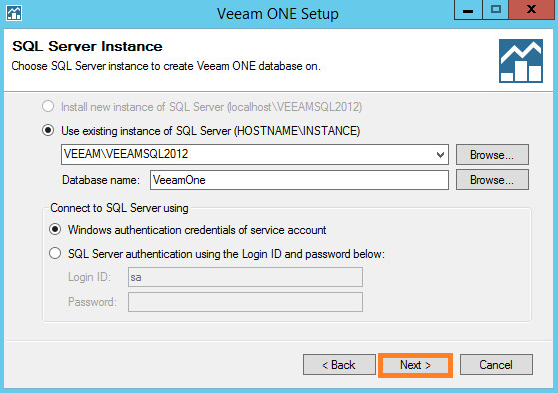 Veeam ONE Setup
SQL Server Instance
Choose SQL Server instance to create Veeam ONE database on.
Install new instance of SQL Server (localhost\VEEAMSQL2012)
Use existing instance of SQL Server (HOSTNAME\INSTANCE)
VEEAM\VEEAMSQL2012 Browse...
Database name: VeeamOne Browse...
Connect to SQL Server using
Windows authentication credentials of service account
SQL Server authentication using the Login ID and password below:
Login ID: sa
Password:
< Back Next > Cancel